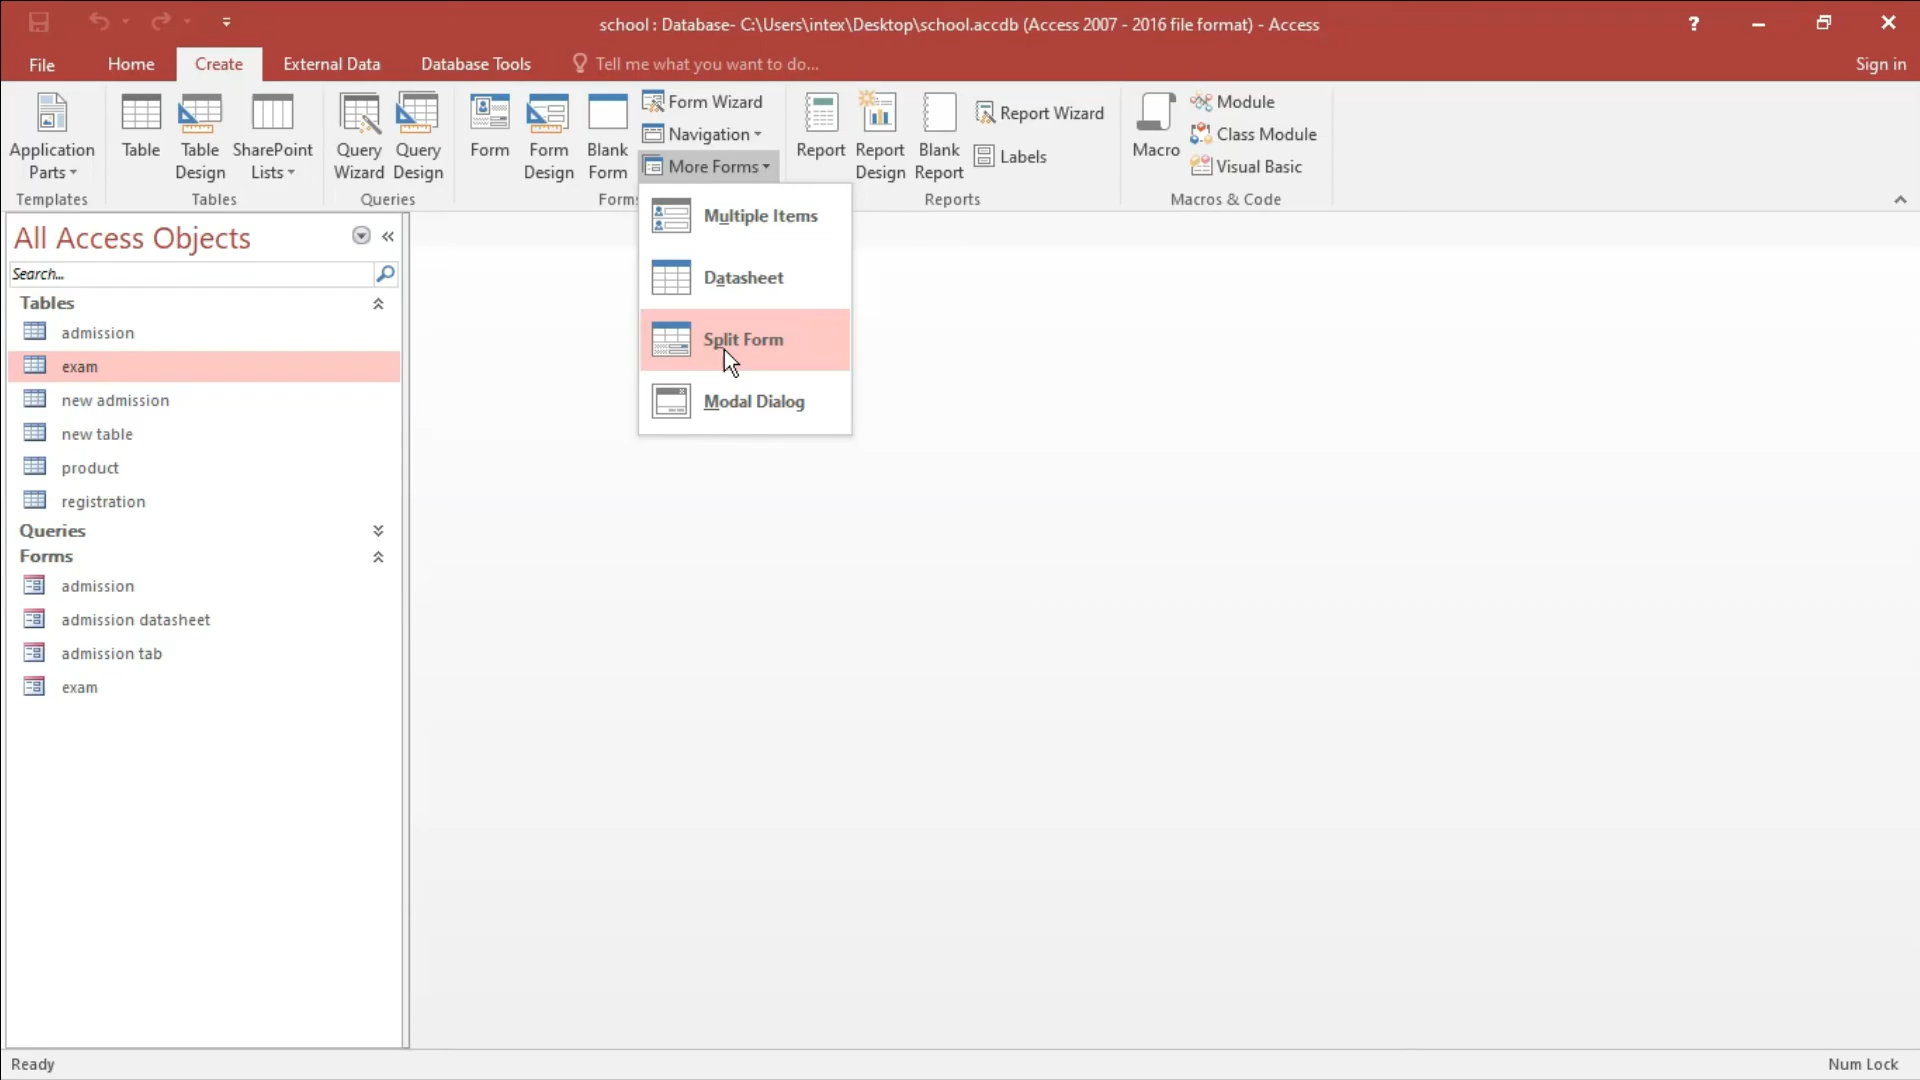 school : Database- C:\Users\intex\Desktop\school.accdb (Access 2007 - 2016 file format) - Access
?
File Home Create External Data Database Tools Tell me what you want to do... Sign in
Application Parts
Table
Table Design
SharePoint Lists
Query Wizard
Query Design
Form
Form Design
Blank Form
Form Wizard
Navigation
More Forms
Report
Report Design
Blank Report
Report Wizard
Labels
Macro
Module
Class Module
Visual Basic
Templates Tables Queries Forms Reports Macros & Code
Multiple Items
Datasheet
Split Form
Modal Dialog
All Access Objects
Search...
Tables
admission
exam
new admission
new table
product
registration
Queries
Forms
admission
admission datasheet
admission tab
exam
Ready Num Lock